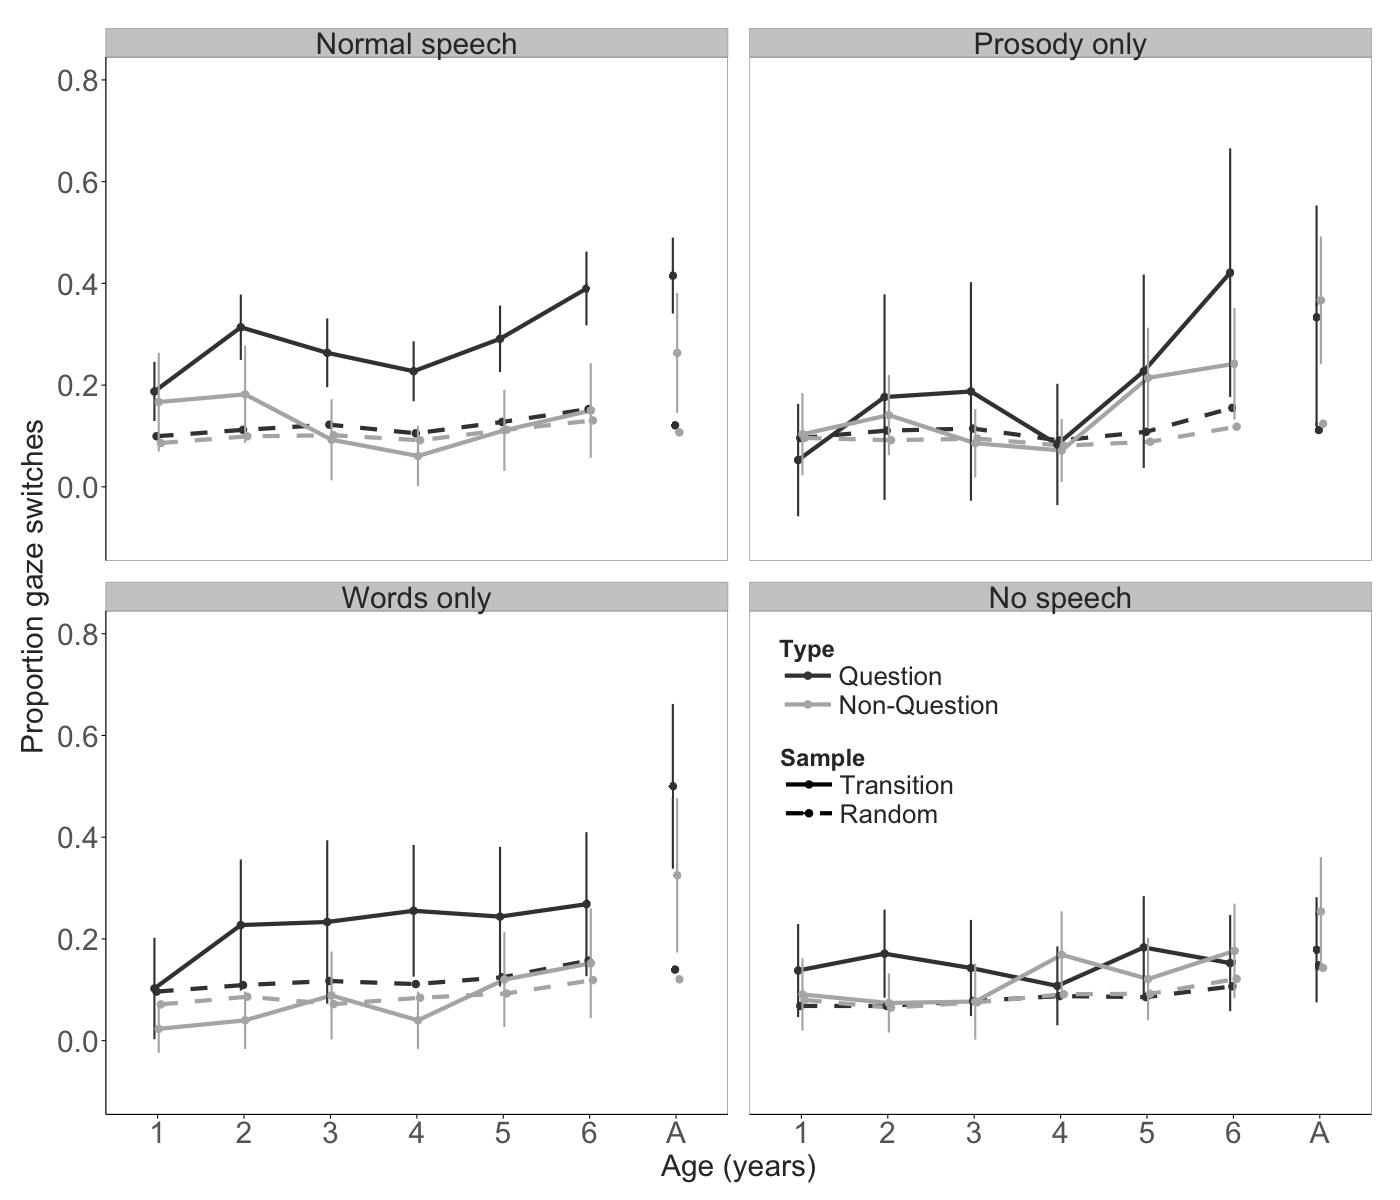 Normal speech
Prosody only
0.8
0.6
0.4
0.2
0.0
Proportion gaze switches
Words only
No speech
0.8
0.6
0.4
0.2
0.0
Type
Question
Non-Question
Sample
Transition
Random
1 2 3 4 5 6 A
1 2 3 4 5 6 A
Age (years)